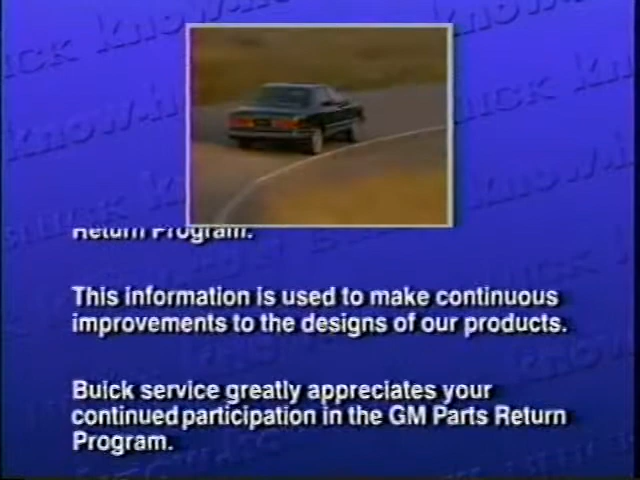 Return Program.
This information is used to make continuous
improvements to the designs of our products.
Buick service greatly appreciates your
continued participation in the GM Parts Return
Program.